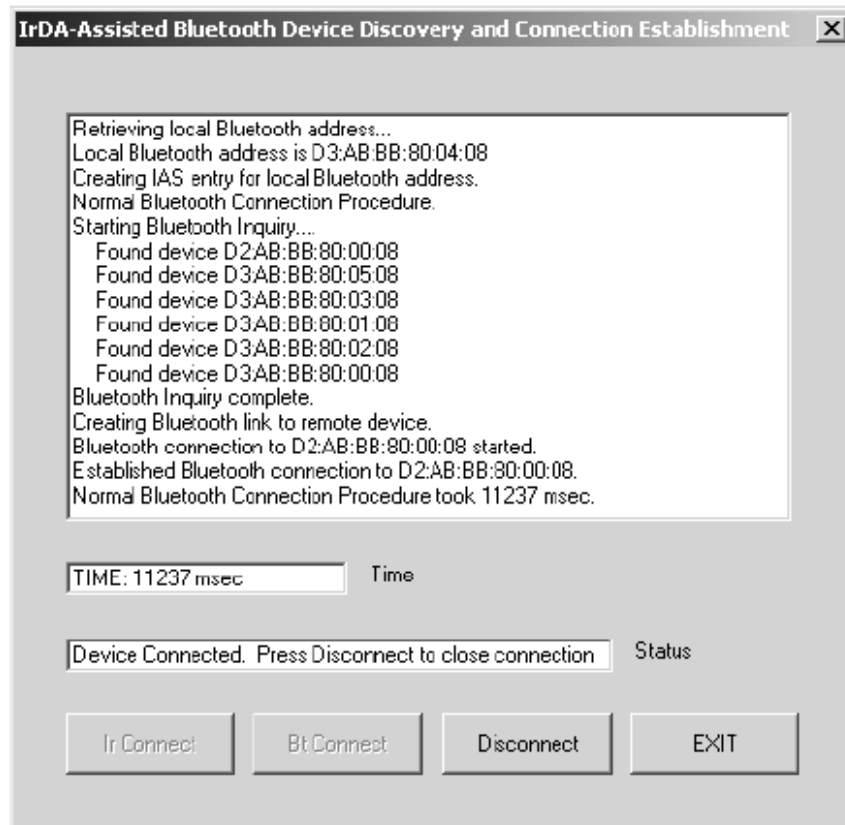 IrDA-Assisted Bluetooth Device Discovery and Connection Establishment
Retrieving local Bluetooth address...
Local Bluetooth address is D3:AB:BB:80:04:08
Creating IAS entry for local Bluetooth address.
Normal Bluetooth Connection Procedure.
Starting Bluetooth Inquiry....
Found device D2:AB:BB:80:00:08
Found device D3:AB:BB:80:05:08
Found device D3:AB:BB:80:03:08
Found device D3:AB:BB:80:01:08
Found device D3:AB:BB:80:02:08
Found device D3:AB:BB:80:00:08
Bluetooth Inquiry complete.
Creating Bluetooth link to remote device.
Bluetooth connection to D2:AB:BB:80:00:08 started.
Established Bluetooth connection to D2:AB:BB:80:00:08.
Normal Bluetooth Connection Procedure took 11237 msec.
TIME: 11237 msec Time
Device Connected. Press Disconnect to close connection Status
Ir Connect Bt Connect Disconnect EXIT